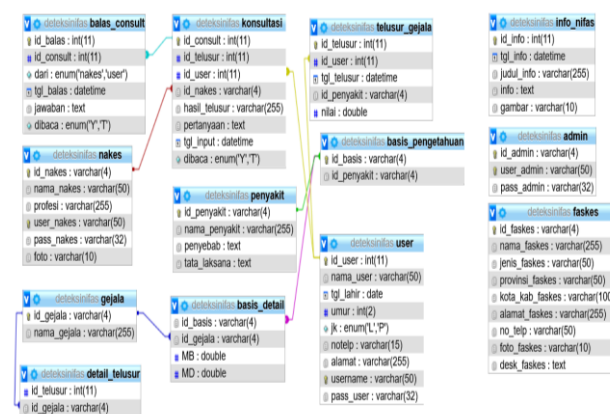 deteksinifas balas_consult
id_balas : int(11)
id_consult : int(11)
dari : enum('nakes','user')
tgl_balas : datetime
jawaban : text
dibaca : enum('Y','T')
deteksinifas konsultasi
id_consult : int(11)
id_telusur : int(11)
id_user : int(11)
id_nakes : varchar(4)
hasil_telusur : varchar(255)
pertanyaan : text
tgl_input : datetime
dibaca : enum('Y','T')
deteksinifas telusur_gejala
id_telusur : int(11)
id_user : int(11)
tgl_telusur : datetime
id_penyakit : varchar(4)
nilai : double
deteksinifas info_nifas
id_info : int(11)
tgl_info : datetime
judul_info : varchar(255)
info : text
gambar : varchar(10)
deteksinifas nakes
id_nakes : varchar(4)
nama_nakes : varchar(50)
profesi : varchar(255)
user_nakes : varchar(50)
pass_nakes : varchar(32)
foto : varchar(10)
deteksinifas penyakit
id_penyakit : varchar(4)
nama_penyakit : varchar(255)
penyebab : text
tata_laksana : text
deteksinifas basis_pengetahuan
id_basis : varchar(4)
id_penyakit : varchar(4)
deteksinifas admin
id_admin : varchar(4)
user_admin : varchar(50)
pass_admin : varchar(32)
deteksinifas gejala
id_gejala : varchar(4)
nama_gejala : varchar(255)
deteksinifas basis_detail
id_basis : varchar(4)
id_gejala : varchar(4)
MB : double
MD : double
deteksinifas user
id_user : int(11)
nama_user : varchar(50)
tgl_lahir : date
umur : int(2)
jk : enum('L','P')
notelp : varchar(15)
alamat : varchar(255)
username : varchar(50)
pass_user : varchar(32)
deteksinifas faskes
id_faskes : varchar(4)
nama_faskes : varchar(255)
jenis_faskes : varchar(50)
provinsi_faskes : varchar(50)
kota_kab_faskes : varchar(100)
alamat_faskes : varchar(255)
no_telp : varchar(50)
foto_faskes : varchar(10)
desk_faskes : text
deteksinifas detail_telusur
id_telusur : int(11)
id_gejala : varchar(4)